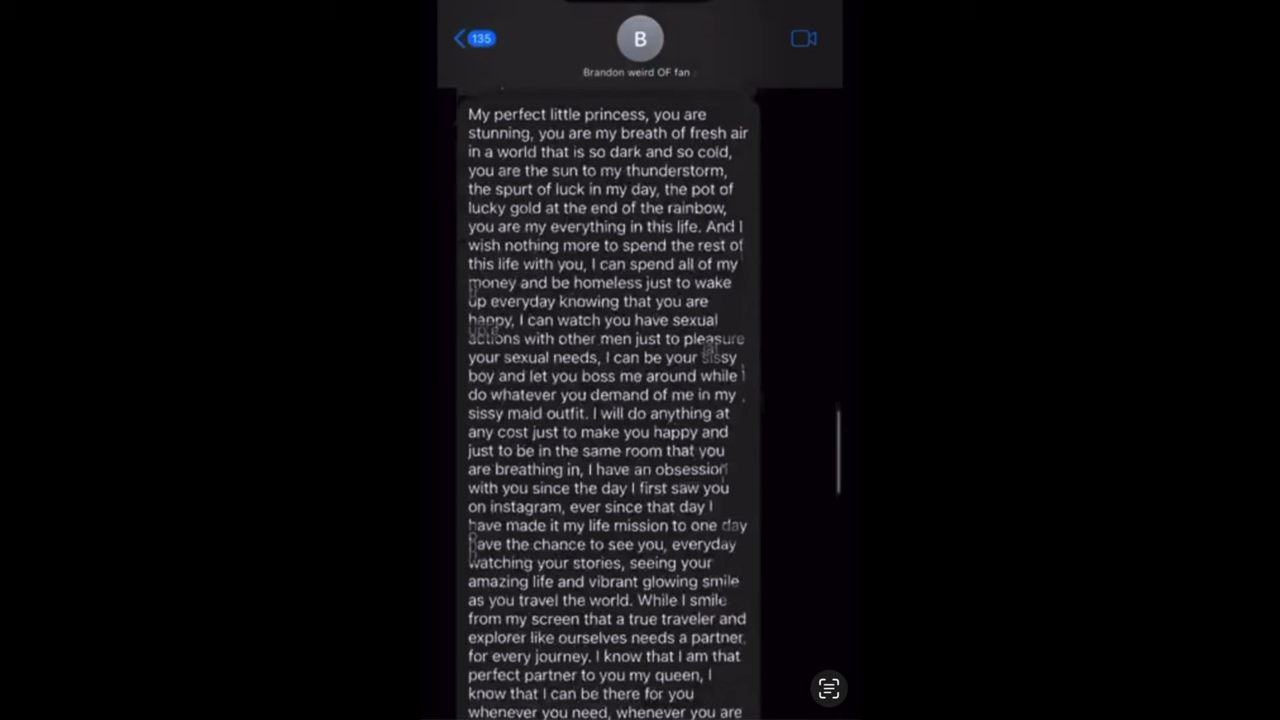 135
B
Brandon weird OF fan
My perfect little princess, you are
stunning, you are my breath of fresh air
in a world that is so dark and so cold,
you are the sun to my thunderstorm,
the spurt of luck in my day, the pot of
lucky gold at the end of the rainbow,
you are my everything in this life. And I
wish nothing more to spend the rest of
this life with you, I can spend all of my
money and be homeless just to wake
up everyday knowing that you are
happy, I can watch you have sexual
actions with other men just to pleasure
your sexual needs, I can be your sissy
boy and let you boss me around while I
do whatever you demand of me in my
sissy maid outfit. I will do anything at
any cost just to make you happy and
just to be in the same room that you
are breathing in, I have an obsession
with you since the day I first saw you
on instagram, ever since that day I
have made it my life mission to one day
have the chance to see you, everyday
watching your stories, seeing your
amazing life and vibrant glowing smile
as you travel the world. While I smile
from my screen that a true traveler and
explorer like ourselves needs a partner
for every journey. I know that I am that
perfect partner to you my queen, I
know that I can be there for you
whenever you need, whenever you are